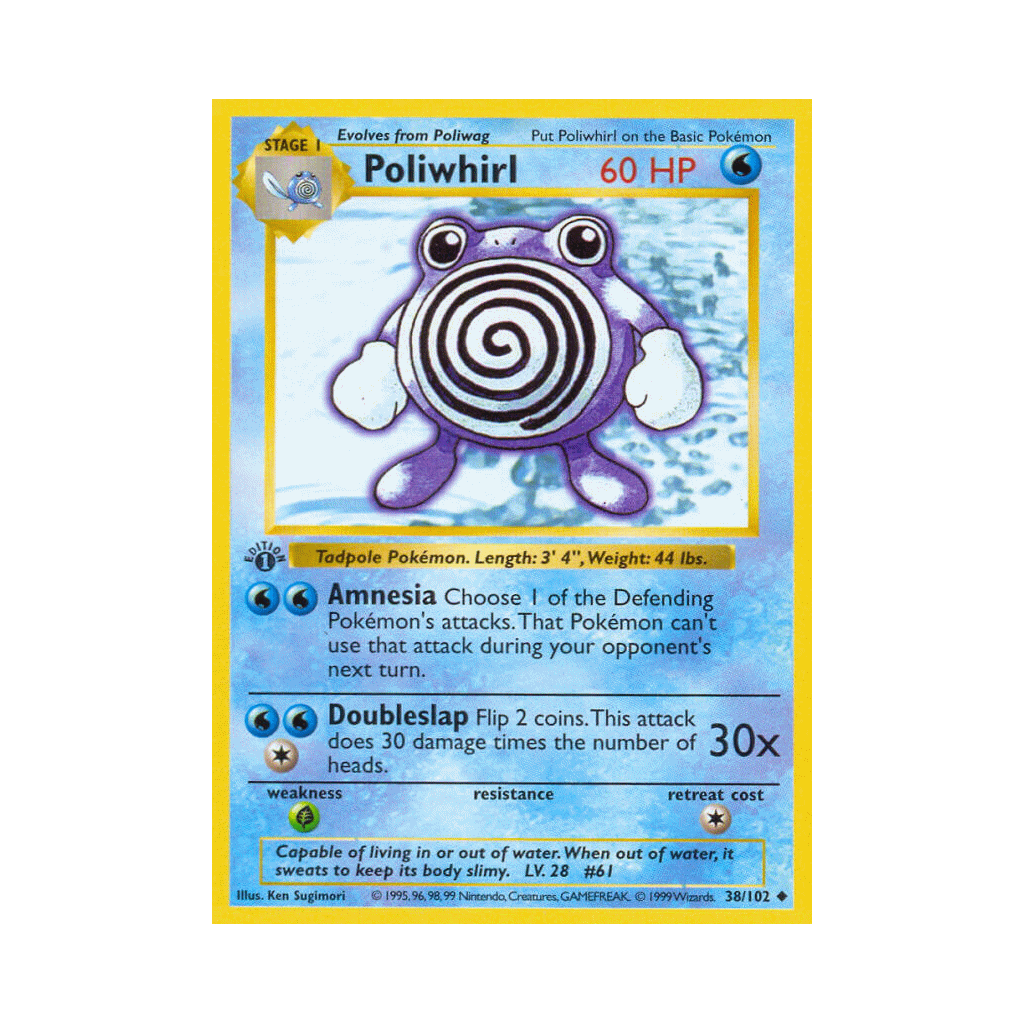 Evolves from Poliwag
Put Poliwhirl on the Basic Pokémon
STAGE 1
Poliwhirl
60 HP
EDITION
1
Tadpole Pokémon. Length: 3' 4", Weight: 44 lbs.
Amnesia Choose 1 of the Defending
Pokémon's attacks. That Pokémon can't
use that attack during your opponent's
next turn.
Doubleslap Flip 2 coins. This attack
does 30 damage times the number of
heads.
30x
weakness
resistance
retreat cost
Capable of living in or out of water. When out of water, it
sweats to keep its body slimy. LV. 28 #61
Illus. Ken Sugimori
© 1995, 96, 98, 99 Nintendo, Creatures, GAMEFREAK. © 1999 Wizards.
38/102